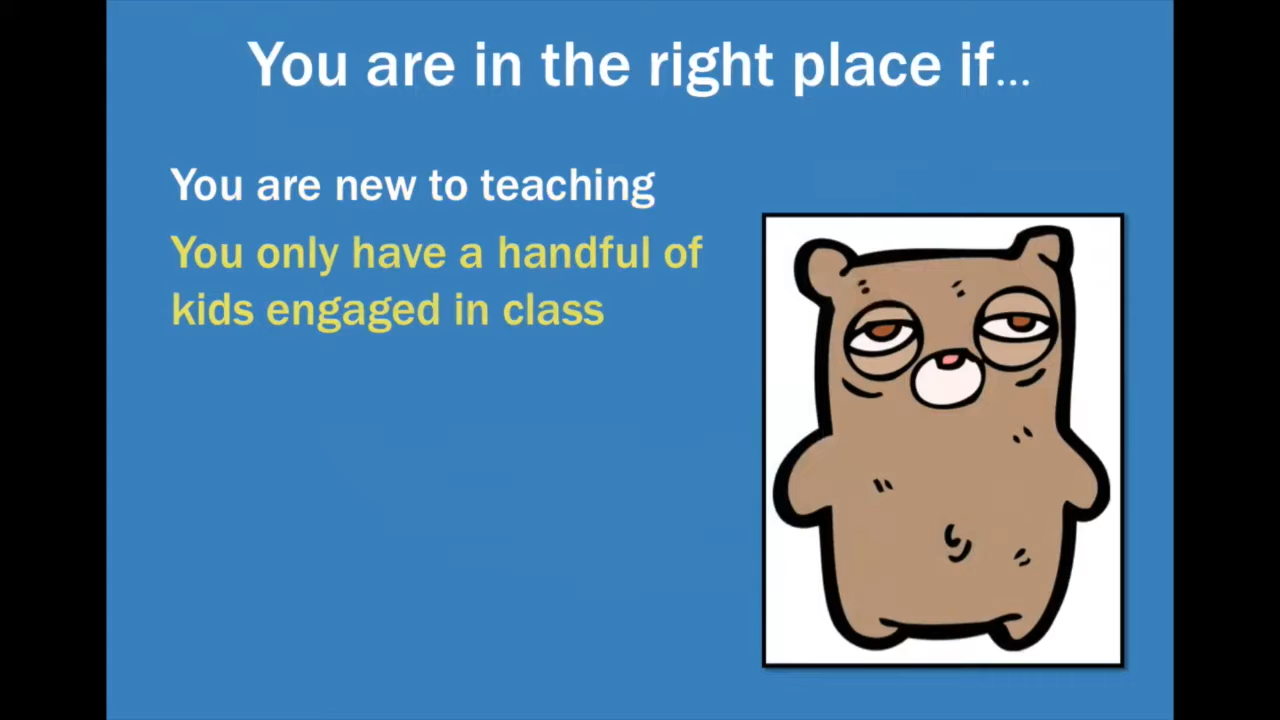 You are in the right place if...
You are new to teaching
You only have a handful of
kids engaged in class